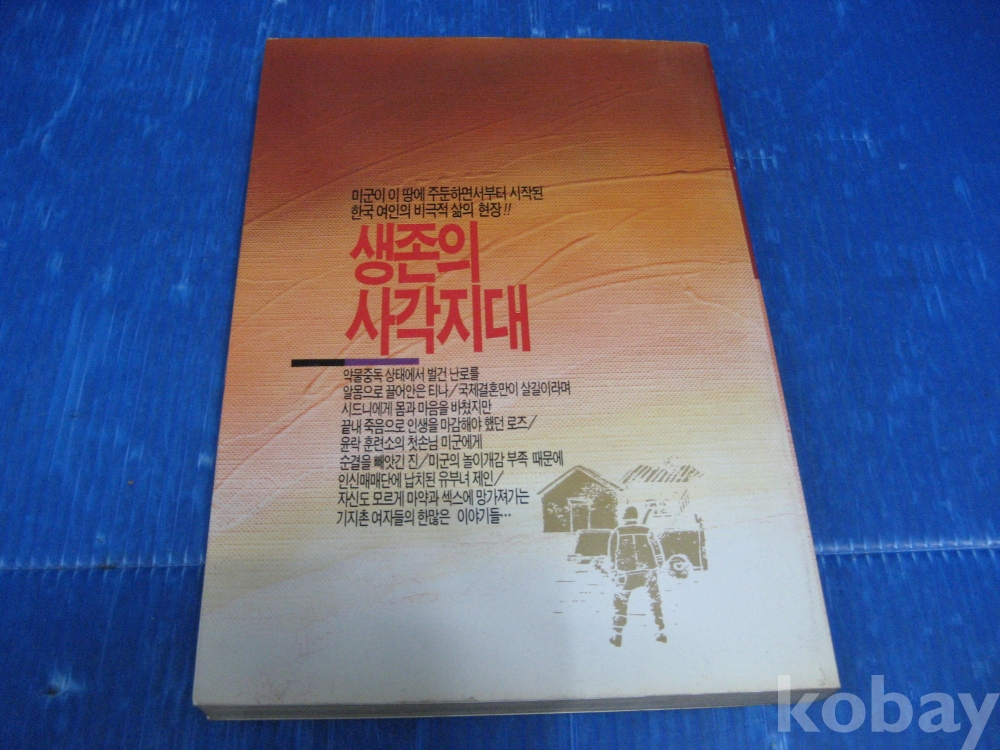 미군이 이 땅에 주둔하면서부터 시작된
한국 여인의 비극적 삶의 현장!!
생존의
사각지대
약물중독 상태에서 벌건 난로를
알몸으로 끌어안은 티나/국제결혼만이 살길이라며
시드니에게 몸과 마음을 바쳤지만
끝내 죽음으로 인생을 마감해야 했던 로즈/
윤락 훈련소의 첫손님 미군에게
순결을 빼앗긴 진/미군의 놀이개감 부족 때문에
인신매매단에 납치된 유부녀 제인/
자신도 모르게 마약과 섹스에 망가져가는
기지촌 여자들의 한많은 이야기들…
kobay